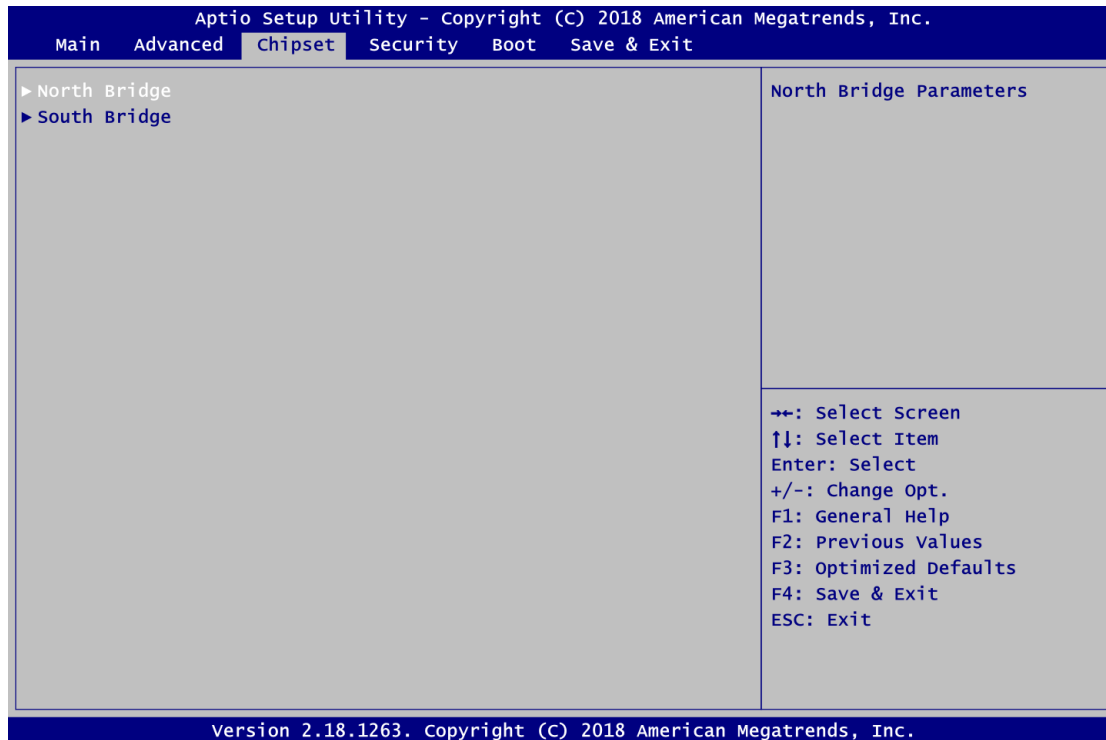 Aptio Setup Utility - Copyright (C) 2018 American Megatrends, Inc.
Main Advanced Chipset Security Boot Save & Exit
►North Bridge
►South Bridge
North Bridge Parameters
→←: Select Screen
↑↓: Select Item
Enter: Select
+/-: Change Opt.
F1: General Help
F2: Previous Values
F3: Optimized Defaults
F4: Save & Exit
ESC: Exit
Version 2.18.1263. Copyright (C) 2018 American Megatrends, Inc.